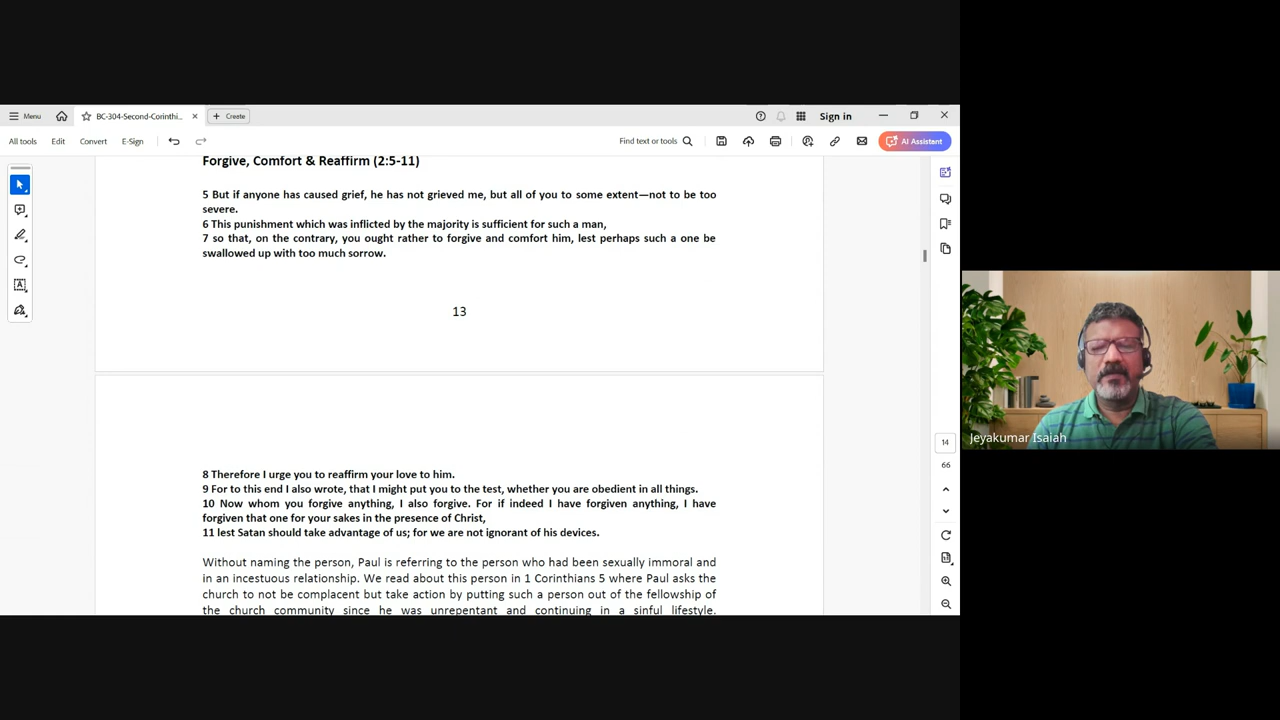 Menu
BC-304-Second-Corinthi...
Create
Sign in
All tools
Edit
Convert
E-Sign
Find text or tools
AI Assistant
Forgive, Comfort & Reaffirm (2:5-11)
5 But if anyone has caused grief, he has not grieved me, but all of you to some extent—not to be too
severe.
6 This punishment which was inflicted by the majority is sufficient for such a man,
7 so that, on the contrary, you ought rather to forgive and comfort him, lest perhaps such a one be
swallowed up with too much sorrow.
13
8 Therefore I urge you to reaffirm your love to him.
9 For to this end I also wrote, that I might put you to the test, whether you are obedient in all things.
10 Now whom you forgive anything, I also forgive. For if indeed I have forgiven anything, I have
forgiven that one for your sakes in the presence of Christ,
11 lest Satan should take advantage of us; for we are not ignorant of his devices.
Without naming the person, Paul is referring to the person who had been sexually immoral and
in an incestuous relationship. We read about this person in 1 Corinthians 5 where Paul asks the
church to not be complacent but take action by putting such a person out of the fellowship of
the church community since he was unrepentant and continuing in a sinful lifestyle.
14
66
Jeyakumar Isaiah